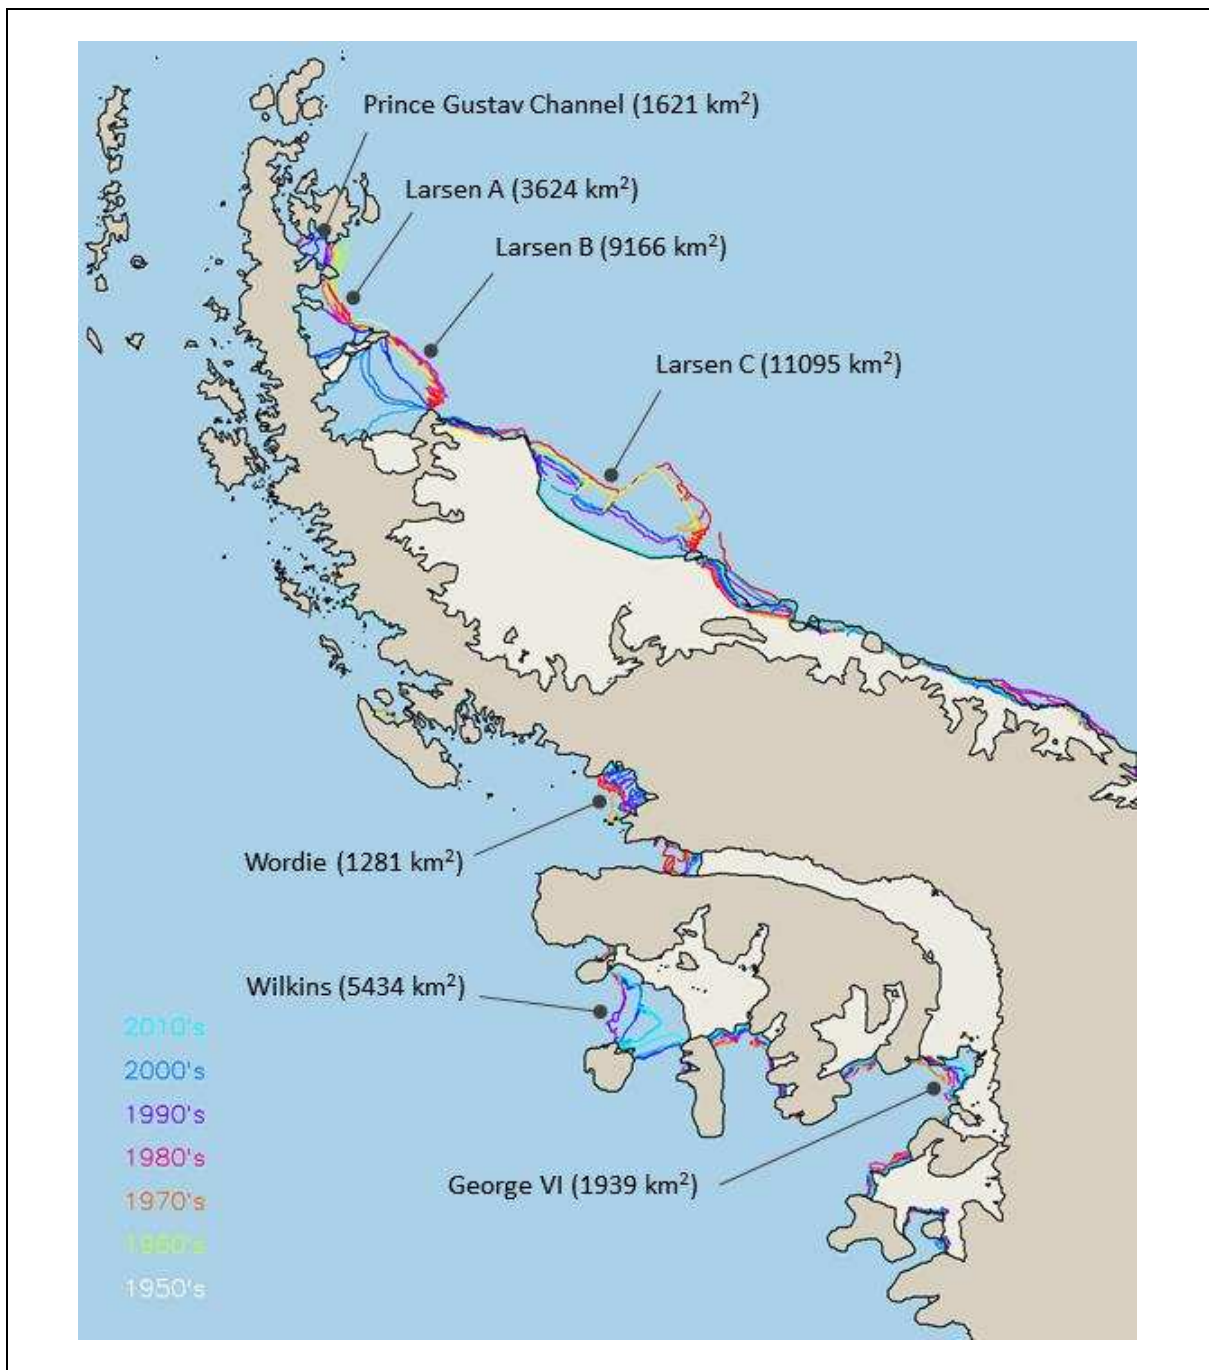 Prince Gustav Channel (1621 km²)
Larsen A (3624 km²)
Larsen B (9166 km²)
Larsen C (11095 km²)
Wordie (1281 km²)
Wilkins (5434 km²)
George VI (1939 km²)
2010's
2000's
1990's
1980's
1970's
1960's
1950's